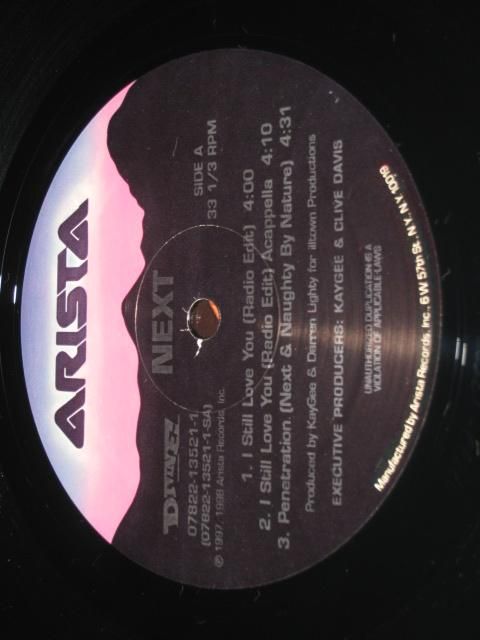 ARISTA
DIVINE MILL
NEXT
07822-13521-1
(07822-13521-1-SA)
℗ 1997, 1998 Arista Records, Inc.
SIDE A
33 1/3 RPM
1. I Still Love You (Radio Edit) 4:00
2. I Still Love You (Radio Edit) Acappella 4:10
3. Penetration (Next & Naughty By Nature) 4:31
Produced by KayGee & Darren Lighty for Illtown Productions
EXECUTIVE PRODUCERS: KAYGEE & CLIVE DAVIS
UNAUTHORIZED DUPLICATION IS A
VIOLATION OF APPLICABLE LAWS
Manufactured by Arista Records, Inc., 6 W. 57th St., N.Y., N.Y. 10019